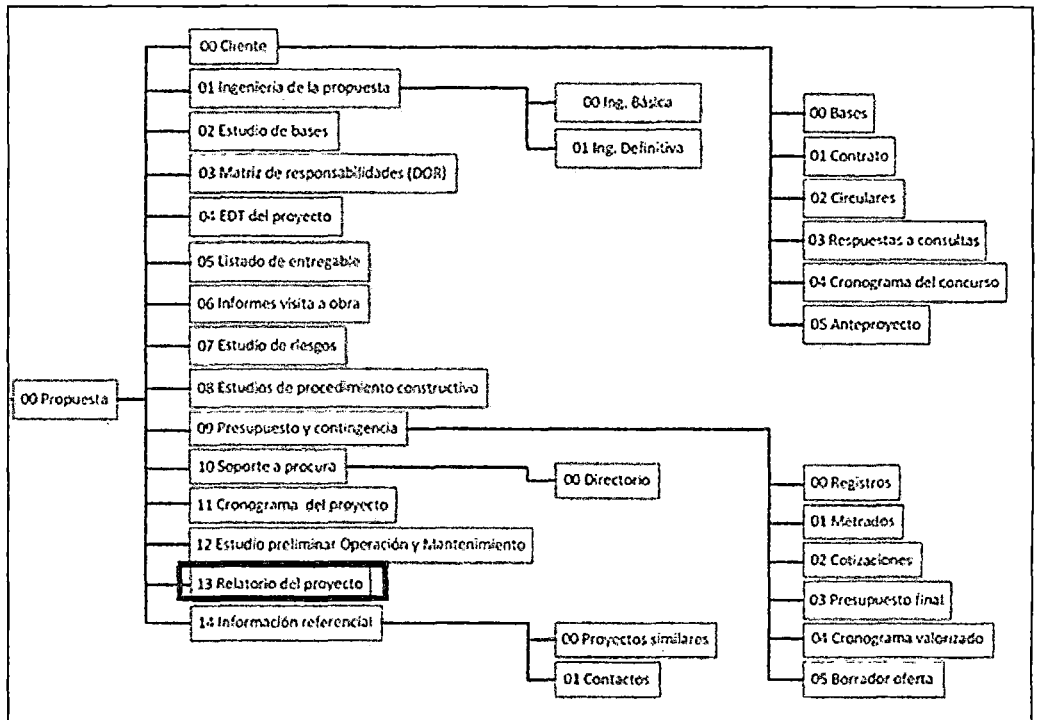 00 Propuesta
00 Cliente
01 Ingeniería de la propuesta
02 Estudio de bases
03 Matriz de responsabilidades (DOR)
04 EDT del proyecto
05 Listado de entregable
06 Informes visita a obra
07 Estudio de riesgos
08 Estudios de procedimiento constructivo
09 Presupuesto y contingencia
10 Soporte a procura
11 Cronograma del proyecto
12 Estudio preliminar Operación y Mantenimiento
13 Relatorio del proyecto
14 Información referencial
00 Ing. Básica
01 Ing. Definitiva
00 Directorio
00 Proyectos similares
01 Contactos
00 Bases
01 Contrato
02 Circulares
03 Respuestas a consultas
04 Cronograma del concurso
05 Anteproyecto
00 Registros
01 Metrados
02 Cotizaciones
03 Presupuesto final
04 Cronograma valorizado
05 Borrador oferta